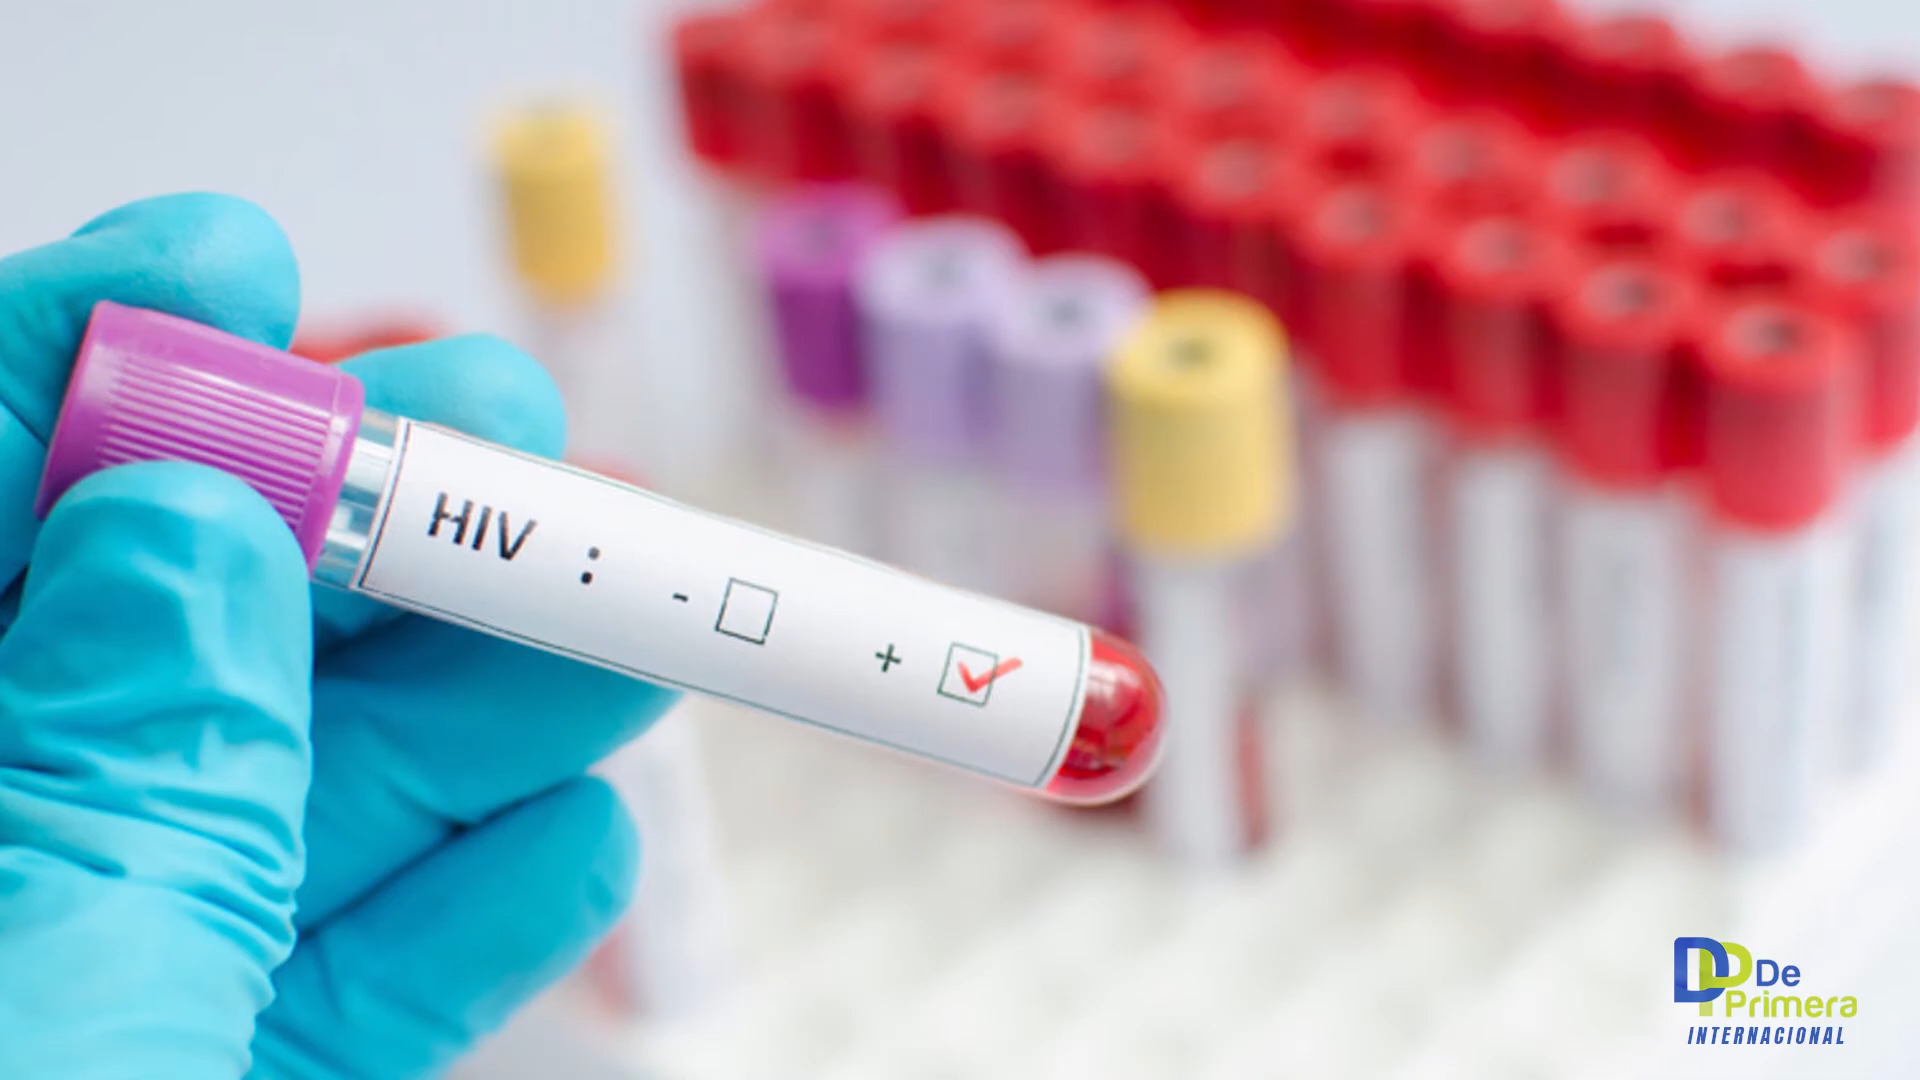 HIV : - ☐ + ☑
De
Primera
INTERNACIONAL